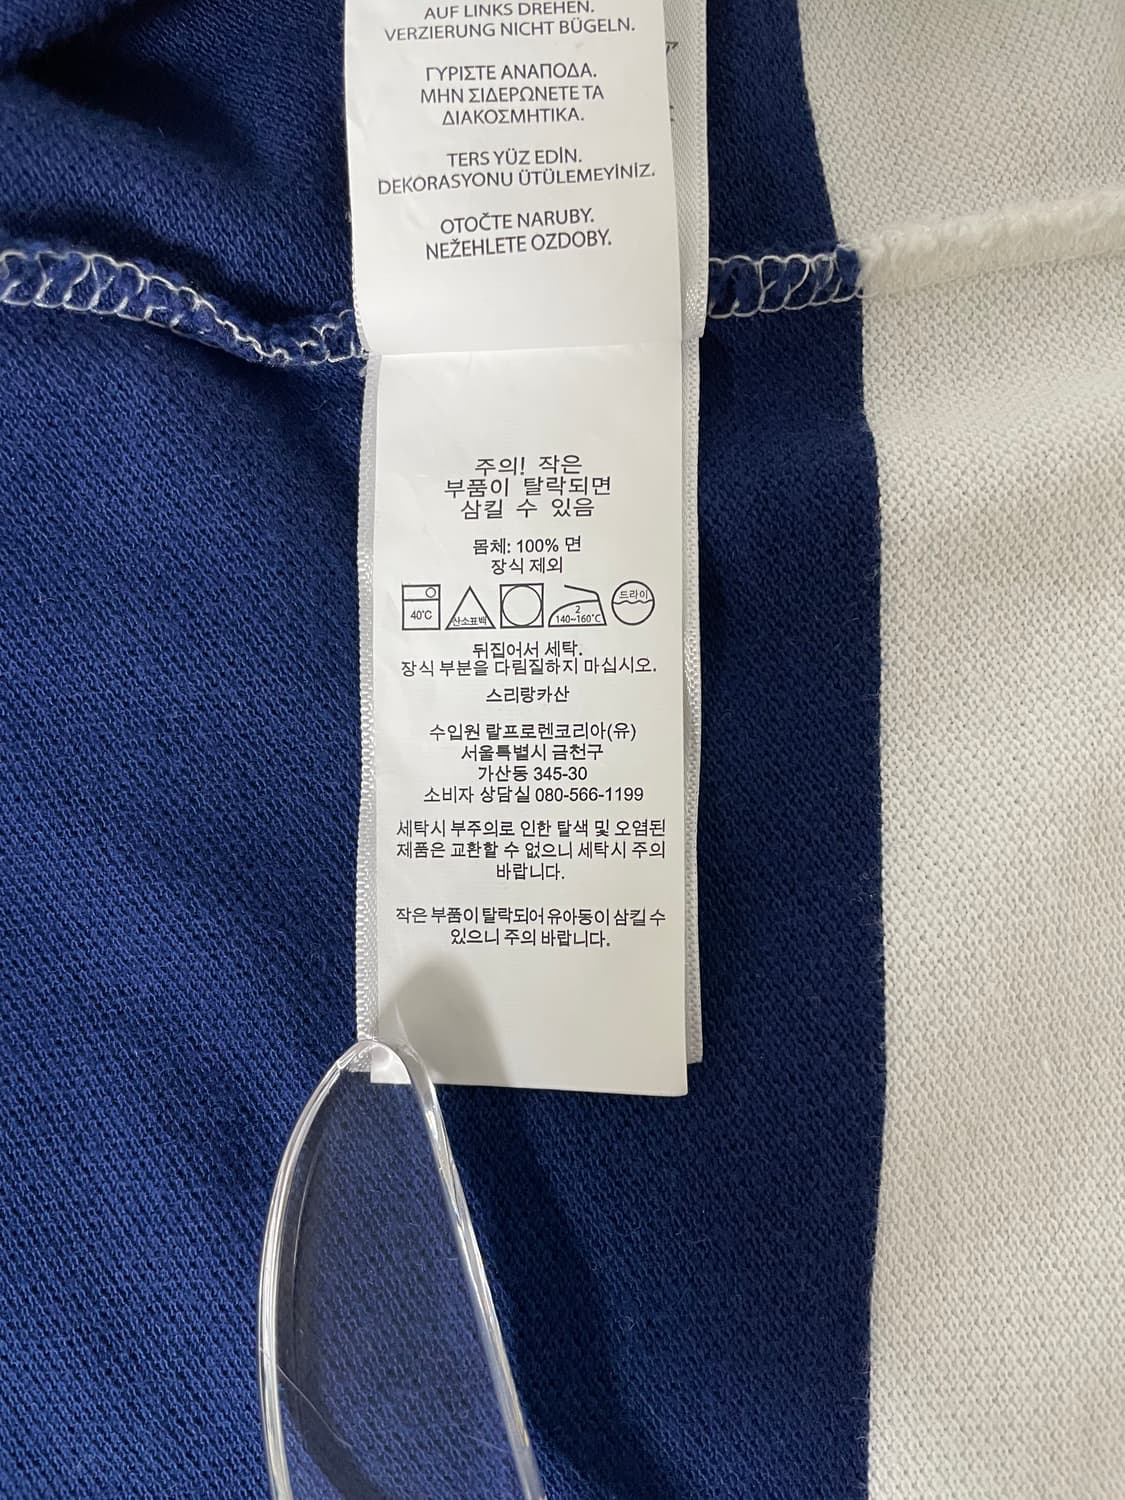 AUF LINKS DREHEN.
VERZIERUNG NICHT BÜGELN.
ΓΥΡΙΣΤΕ ΑΝΑΠΟΔΑ.
ΜΗΝ ΣΙΔΕΡΩΝΕΤΕ ΤΑ
ΔΙΑΚΟΣΜΗΤΙΚΑ.
TERS YÜZ EDİN.
DEKORASYONU ÜTÜLEMEYİNİZ.
OTOČTE NARUBY.
NEŽEHLETE OZDOBY.
주의! 작은
부품이 탈락되면
삼킬 수 있음
몸체: 100% 면
장식 제외
40°C 산소표백 2 140~160°C 드라이
뒤집어서 세탁.
장식 부분을 다림질하지 마십시오.
스리랑카산
수입원 랄프로렌코리아(유)
서울특별시 금천구
가산동 345-30
소비자 상담실 080-566-1199
세탁시 부주의로 인한 탈색 및 오염된
제품은 교환할 수 없으니 세탁시 주의
바랍니다.
작은 부품이 탈락되어 유아동이 삼킬 수
있으니 주의 바랍니다.